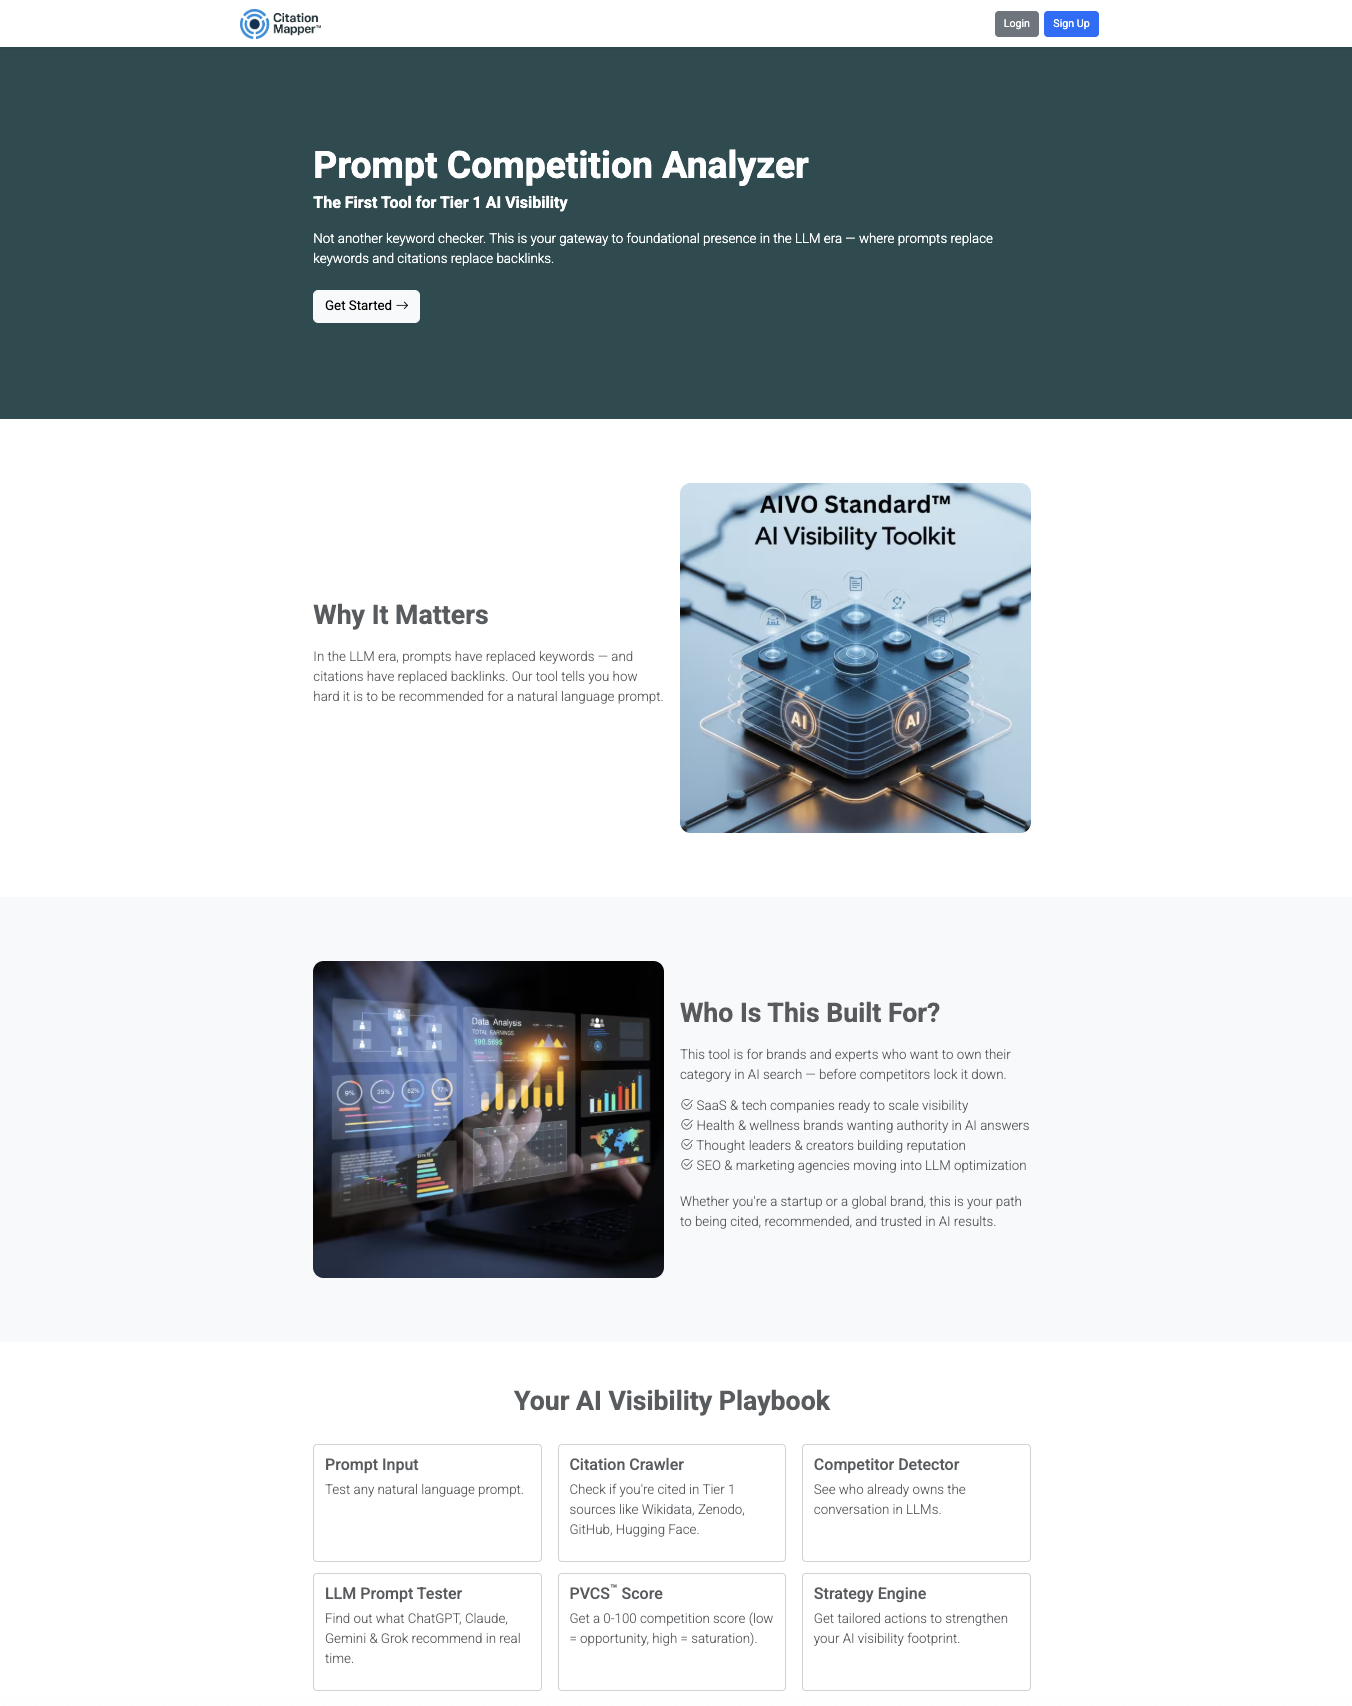 Citation
Mapper™
Login
Sign Up
Prompt Competition Analyzer
The First Tool for Tier 1 AI Visibility
Not another keyword checker. This is your gateway to foundational presence in the LLM era — where prompts replace
keywords and citations replace backlinks.
Get Started →
AIVO Standard™
AI Visibility Toolkit
AI
AI
Why It Matters
In the LLM era, prompts have replaced keywords — and
citations have replaced backlinks. Our tool tells you how
hard it is to be recommended for a natural language prompt.
Data Analysis
TOTAL EARNINGS
9%
25%
52%
77%
Who Is This Built For?
This tool is for brands and experts who want to own their
category in AI search — before competitors lock it down.
SaaS & tech companies ready to scale visibility
Health & wellness brands wanting authority in AI answers
Thought leaders & creators building reputation
SEO & marketing agencies moving into LLM optimization
Whether you're a startup or a global brand, this is your path
to being cited, recommended, and trusted in AI results.
Your AI Visibility Playbook
Prompt Input
Test any natural language prompt.
Citation Crawler
Check if you're cited in Tier 1
sources like Wikidata, Zenodo,
GitHub, Hugging Face.
Competitor Detector
See who already owns the
conversation in LLMs.
LLM Prompt Tester
Find out what ChatGPT, Claude,
Gemini & Grok recommend in real
time.
PVCS™ Score
Get a 0-100 competition score (low
= opportunity, high = saturation).
Strategy Engine
Get tailored actions to strengthen
your AI visibility footprint.